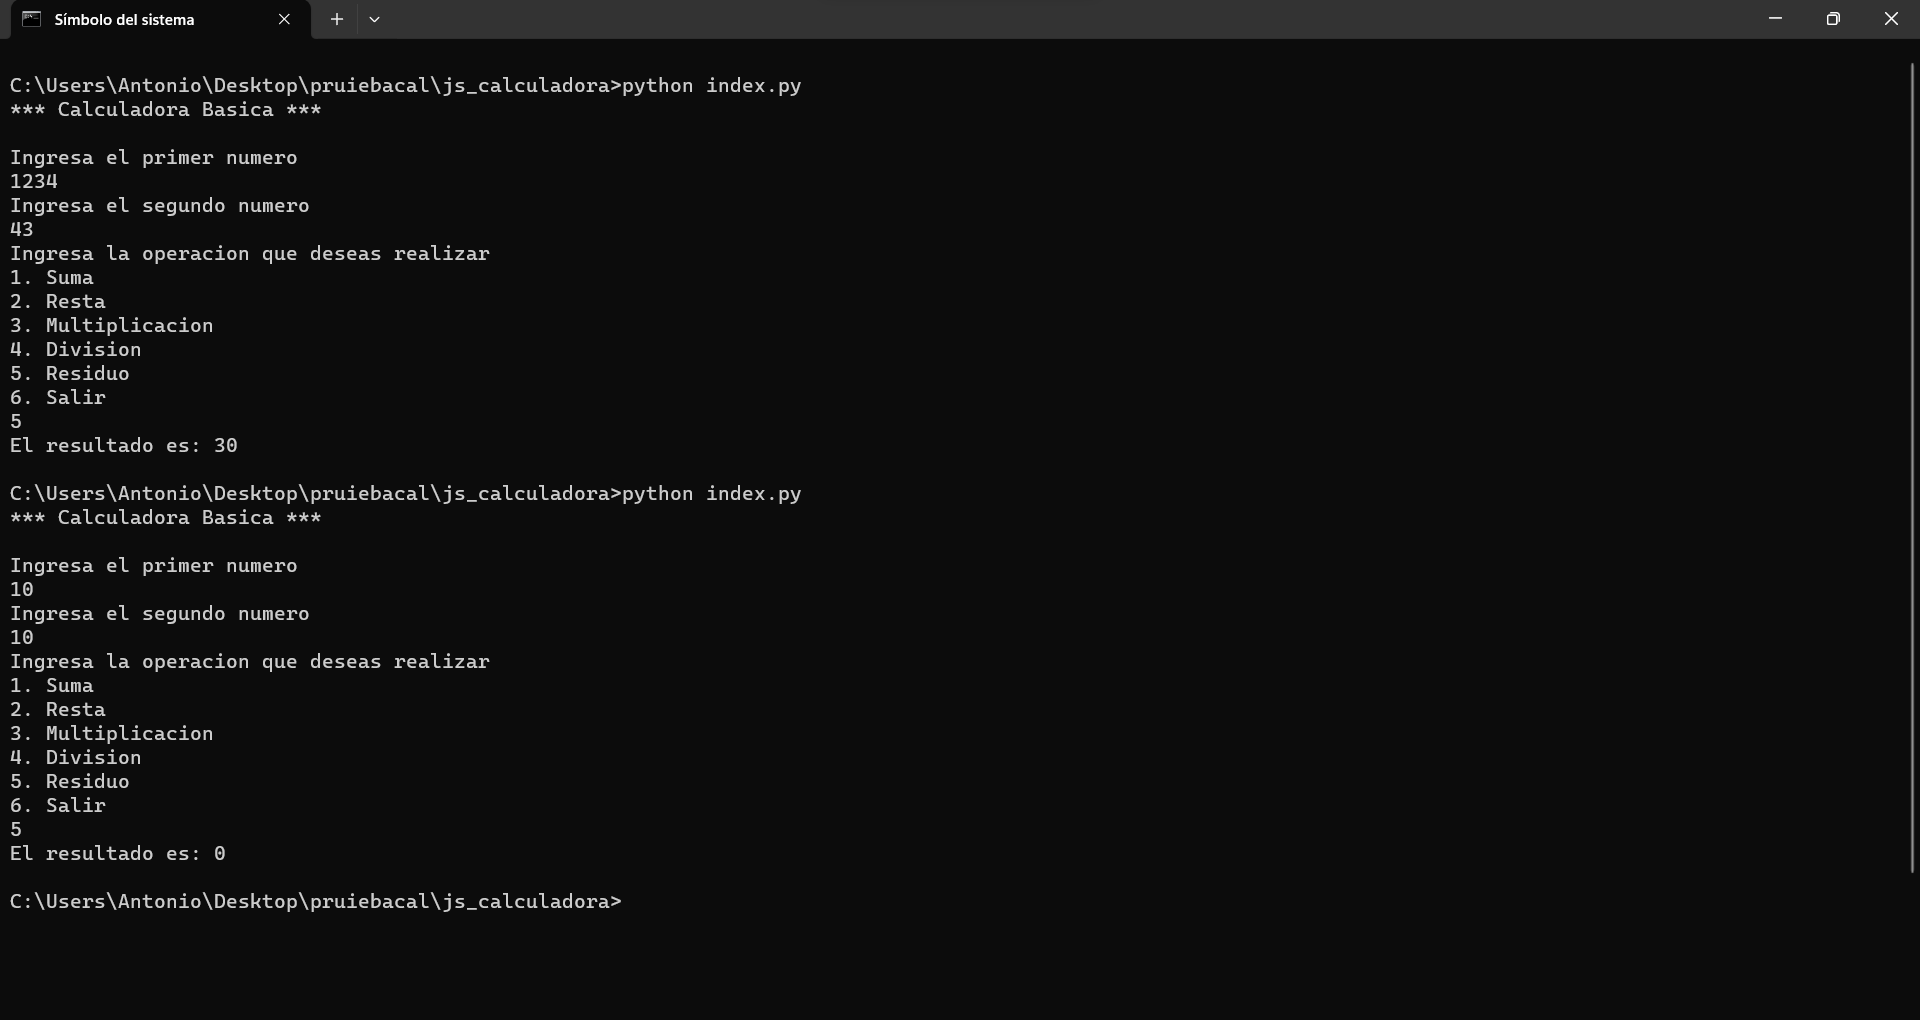 Símbolo del sistema
C:\Users\Antonio\Desktop\pruiebacal\js_calculadora>python index.py
*** Calculadora Basica ***
Ingresa el primer numero
1234
Ingresa el segundo numero
43
Ingresa la operacion que deseas realizar
1. Suma
2. Resta
3. Multiplicacion
4. Division
5. Residuo
6. Salir
5
El resultado es: 30
C:\Users\Antonio\Desktop\pruiebacal\js_calculadora>python index.py
*** Calculadora Basica ***
Ingresa el primer numero
10
Ingresa el segundo numero
10
Ingresa la operacion que deseas realizar
1. Suma
2. Resta
3. Multiplicacion
4. Division
5. Residuo
6. Salir
5
El resultado es: 0
C:\Users\Antonio\Desktop\pruiebacal\js_calculadora>